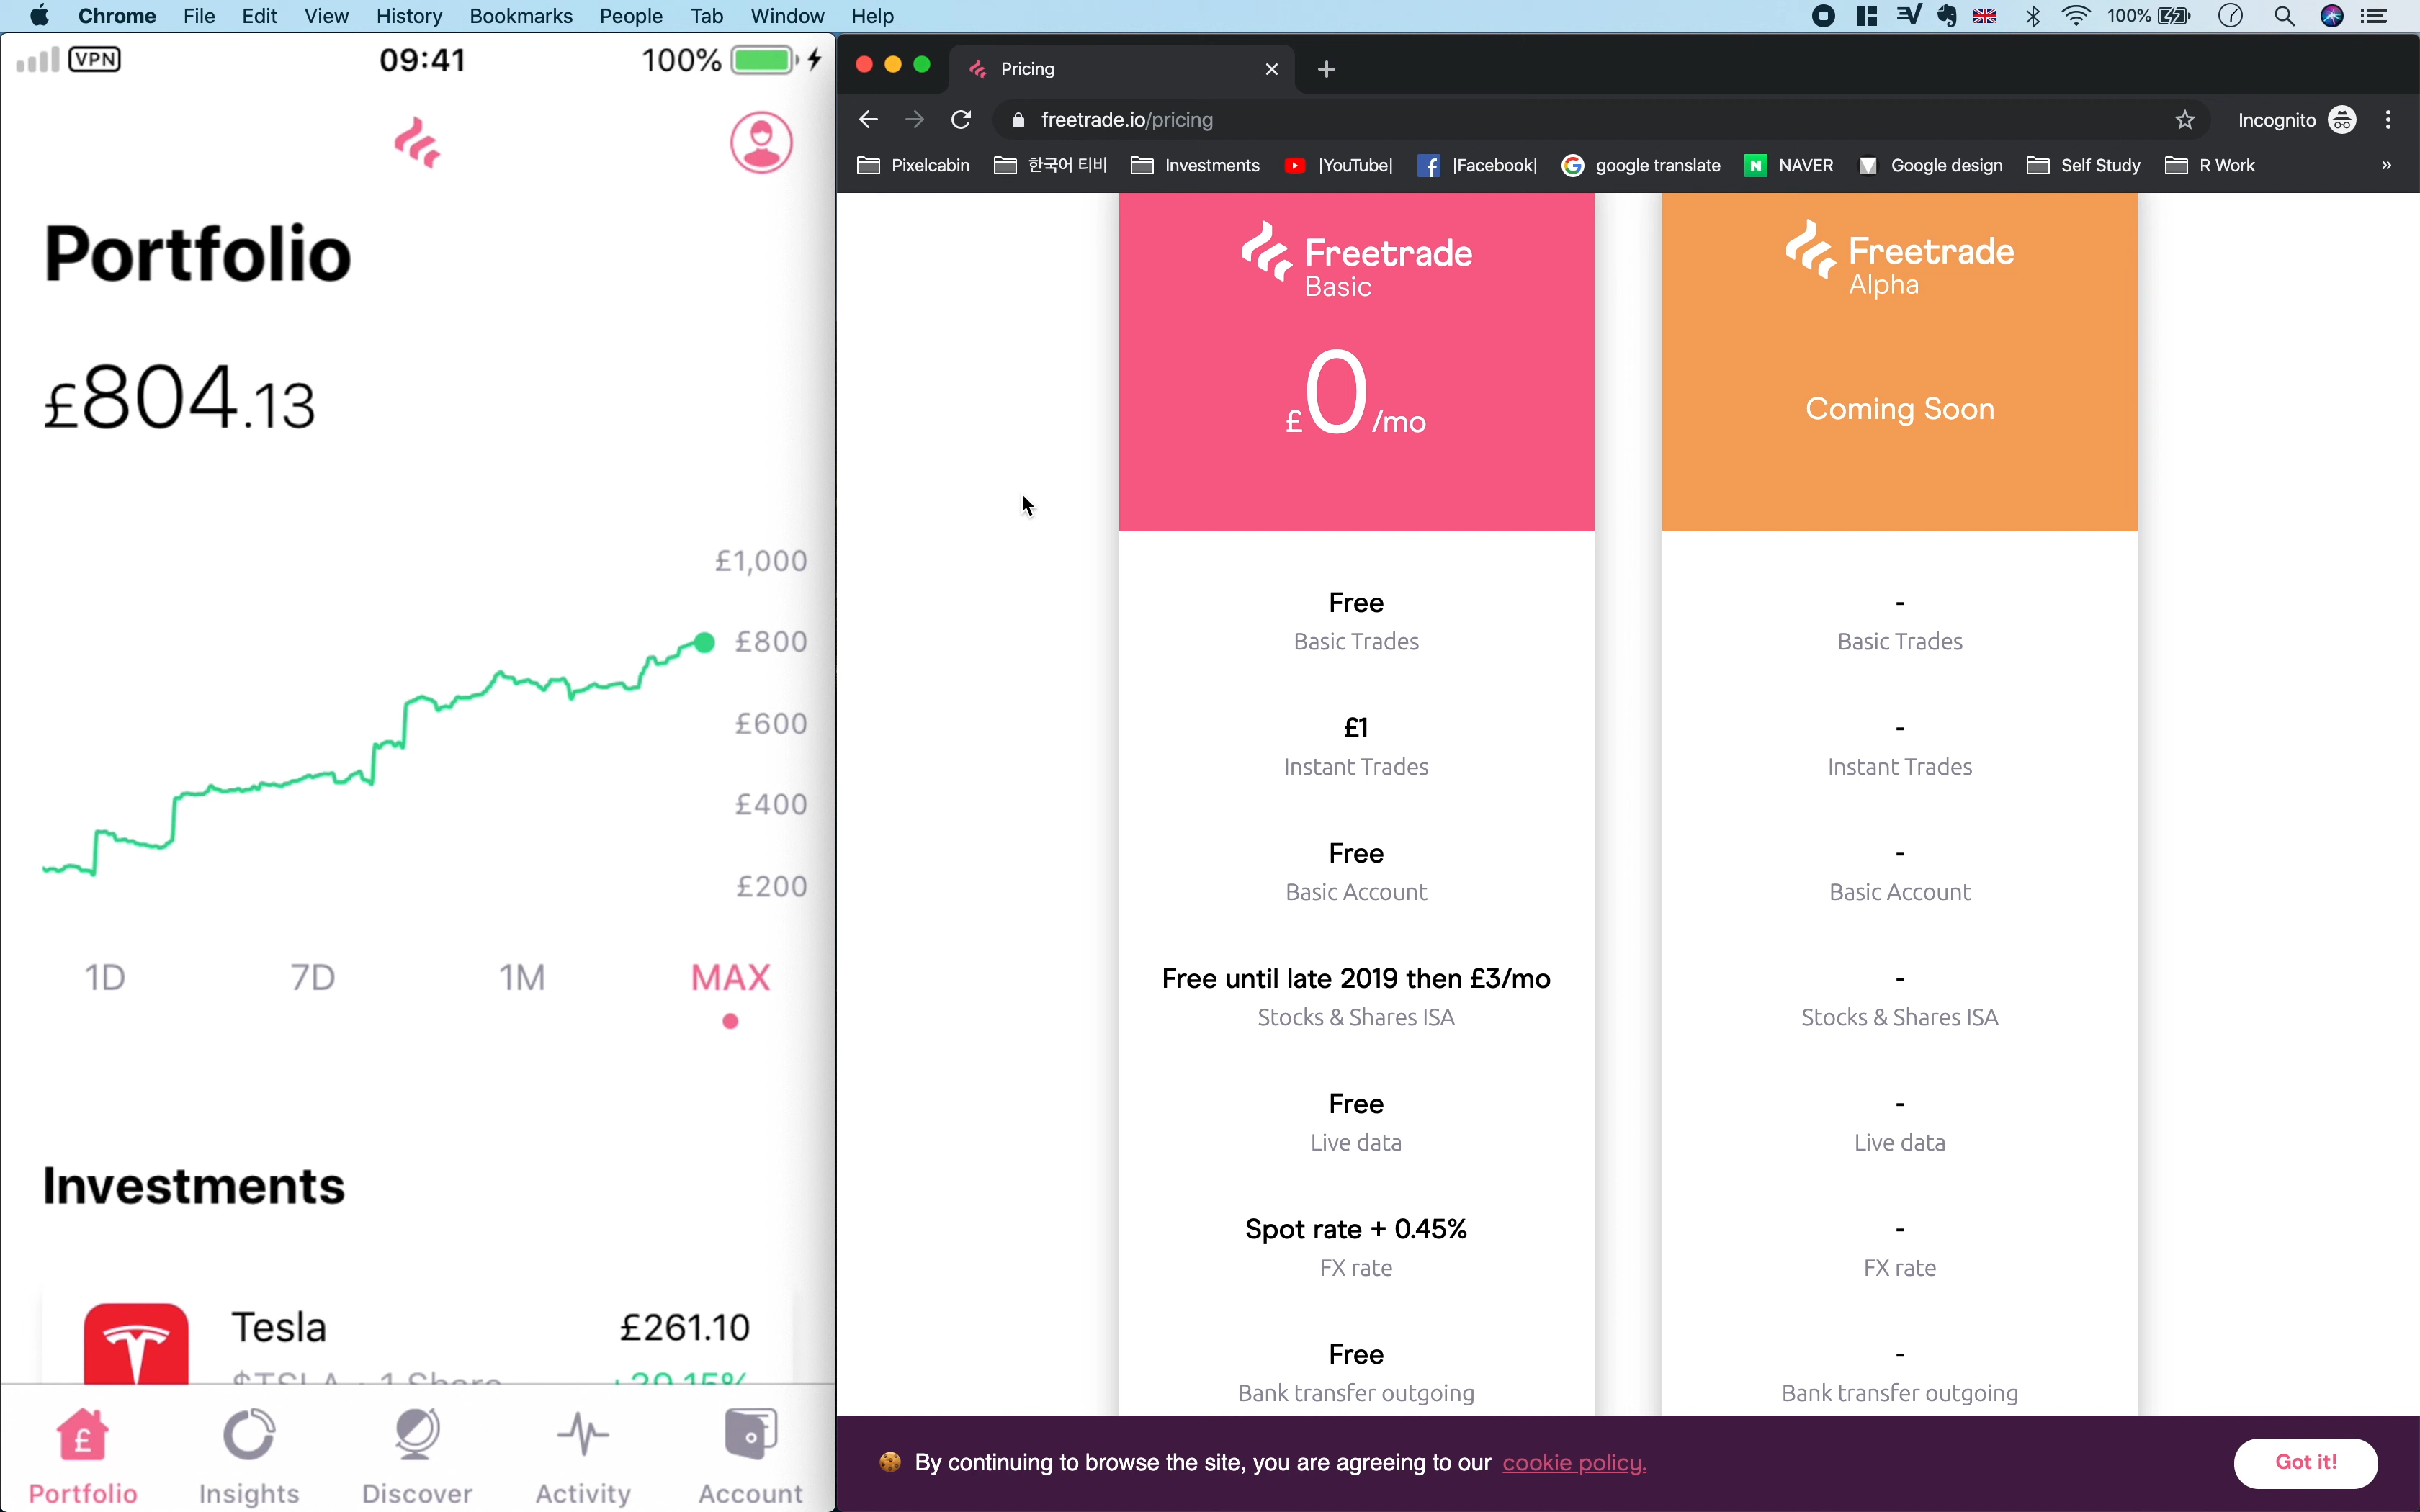 Chrome File Edit View History Bookmarks People Tab Window Help
100%
VPN 09:41 100%
Portfolio
£804.13
£1,000
£800
£600
£400
£200
1D 7D 1M MAX
Investments
Tesla £261.10
$TSLA · 1 Share +39.15%
£
Portfolio Insights Discover Activity Account
Pricing
freetrade.io/pricing
Incognito
Pixelcabin 한국어 티비 Investments |YouTube| |Facebook| google translate N NAVER Google design Self Study R Work »
Freetrade
Basic
£0/mo
Free
Basic Trades
£1
Instant Trades
Free
Basic Account
Free until late 2019 then £3/mo
Stocks & Shares ISA
Free
Live data
Spot rate + 0.45%
FX rate
Free
Bank transfer outgoing
Freetrade
Alpha
Coming Soon
-
Basic Trades
-
Instant Trades
-
Basic Account
-
Stocks & Shares ISA
-
Live data
-
FX rate
-
Bank transfer outgoing
By continuing to browse the site, you are agreeing to our cookie policy.
Got it!